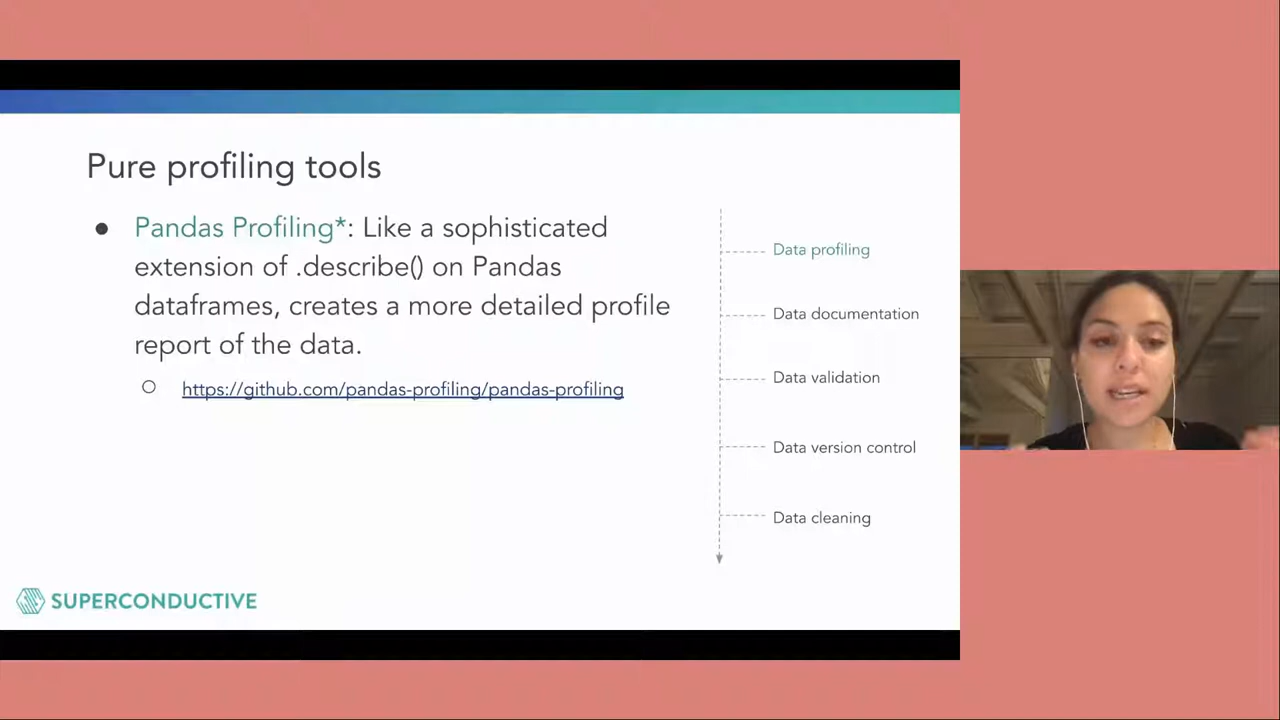 Pure profiling tools
● Pandas Profiling*: Like a sophisticated
extension of .describe() on Pandas
dataframes, creates a more detailed profile
report of the data.
○ https://github.com/pandas-profiling/pandas-profiling
Data profiling
Data documentation
Data validation
Data version control
Data cleaning
SUPERCONDUCTIVE